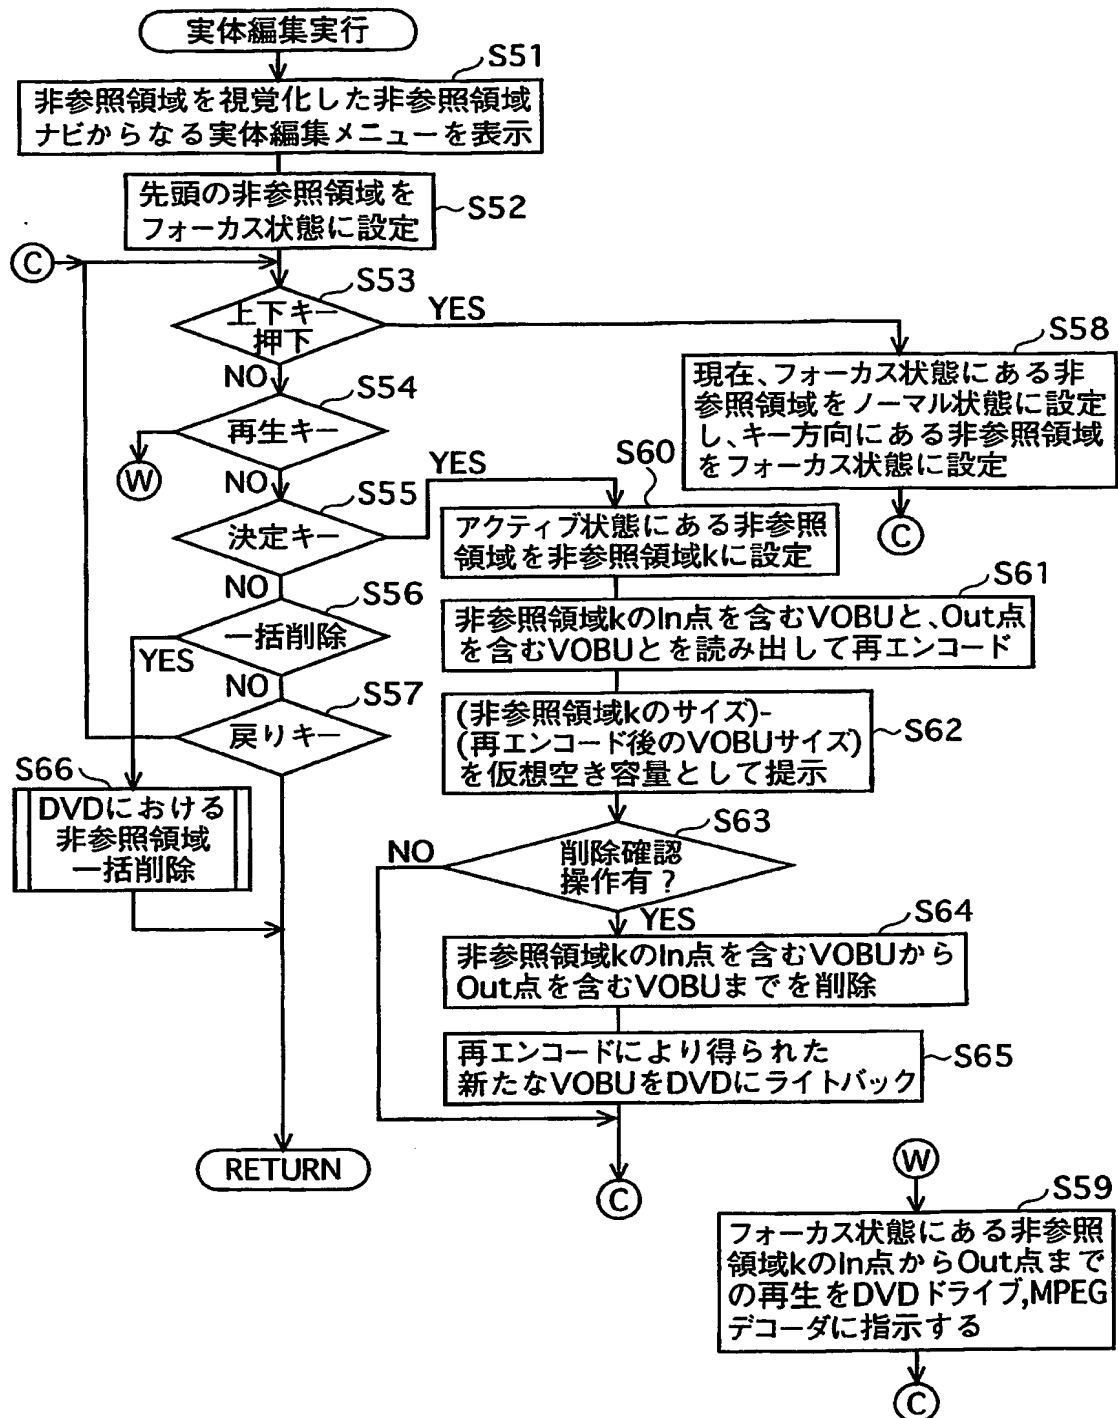 実体編集実行
S51
非参照領域を視覚化した非参照領域
ナビからなる実体編集メニューを表示
先頭の非参照領域を
フォーカス状態に設定
S52
C
S53
上下キー
押下
YES
NO
S58
現在、フォーカス状態にある非
参照領域をノーマル状態に設定
し、キー方向にある非参照領域
をフォーカス状態に設定
C
S54
再生キー
W
NO
S55
決定キー
YES
NO
S60
アクティブ状態にある非参照
領域を非参照領域kに設定
S61
非参照領域kのIn点を含むVOBUと、Out点
を含むVOBUとを読み出して再エンコード
S56
一括削除
YES
NO
S57
戻りキー
(非参照領域kのサイズ)-
(再エンコード後のVOBUサイズ)
を仮想空き容量として提示
S62
S66
DVDにおける
非参照領域
一括削除
S63
削除確認
操作有?
NO
YES
S64
非参照領域kのIn点を含むVOBUから
Out点を含むVOBUまでを削除
再エンコードにより得られた
新たなVOBUをDVDにライトバック
S65
RETURN
C
W
S59
フォーカス状態にある非参照
領域kのIn点からOut点まで
の再生をDVDドライブ,MPEG
デコーダに指示する
C